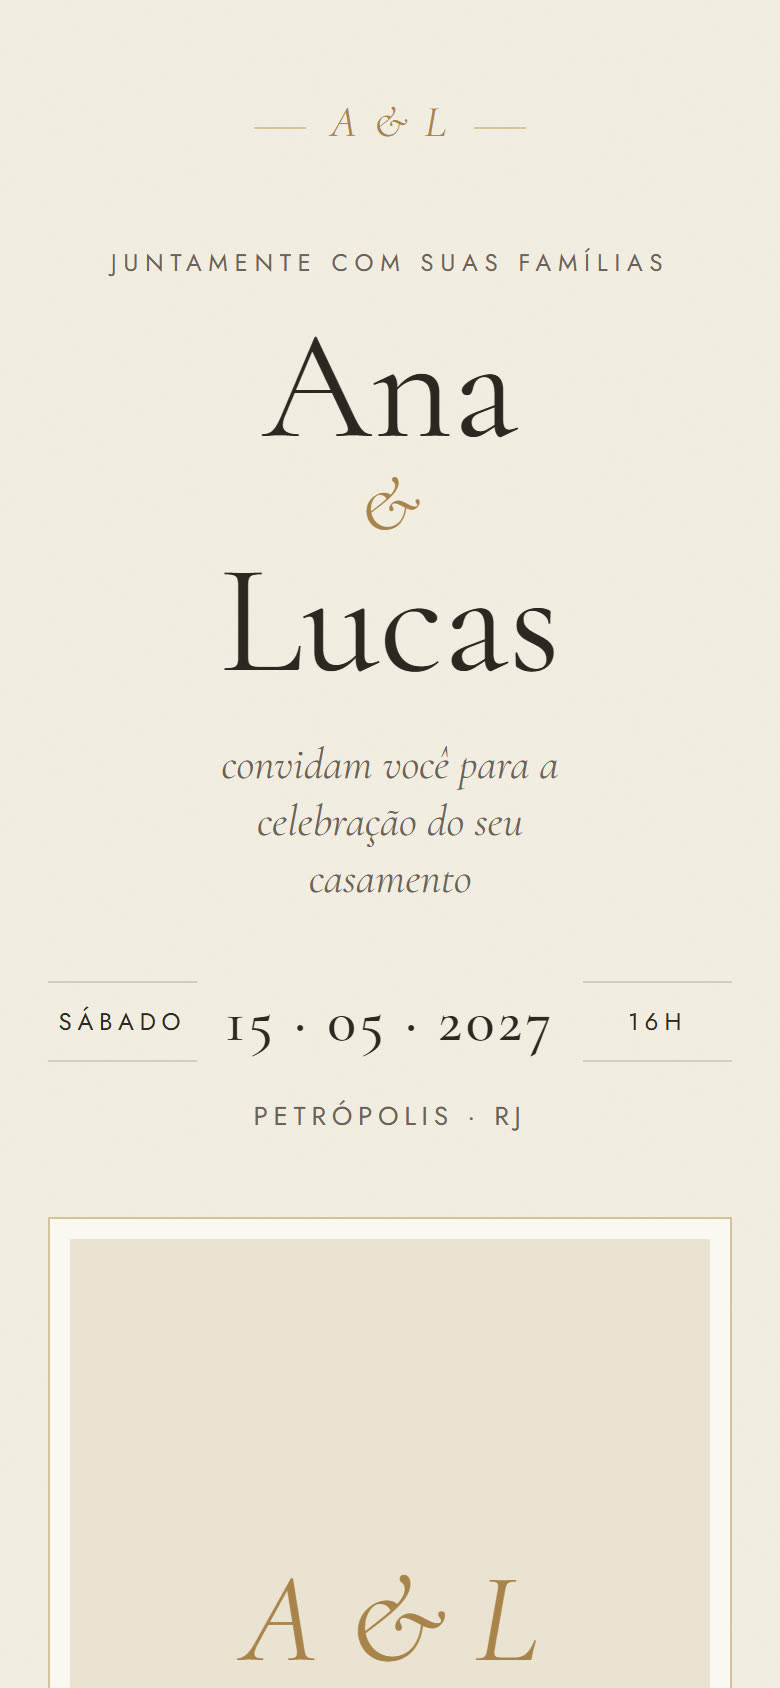 A & L
JUNTAMENTE COM SUAS FAMÍLIAS
Ana
&
Lucas
convidam você para a
celebração do seu
casamento
SÁBADO 15 · 05 · 2027 16H
PETRÓPOLIS · RJ
A & L